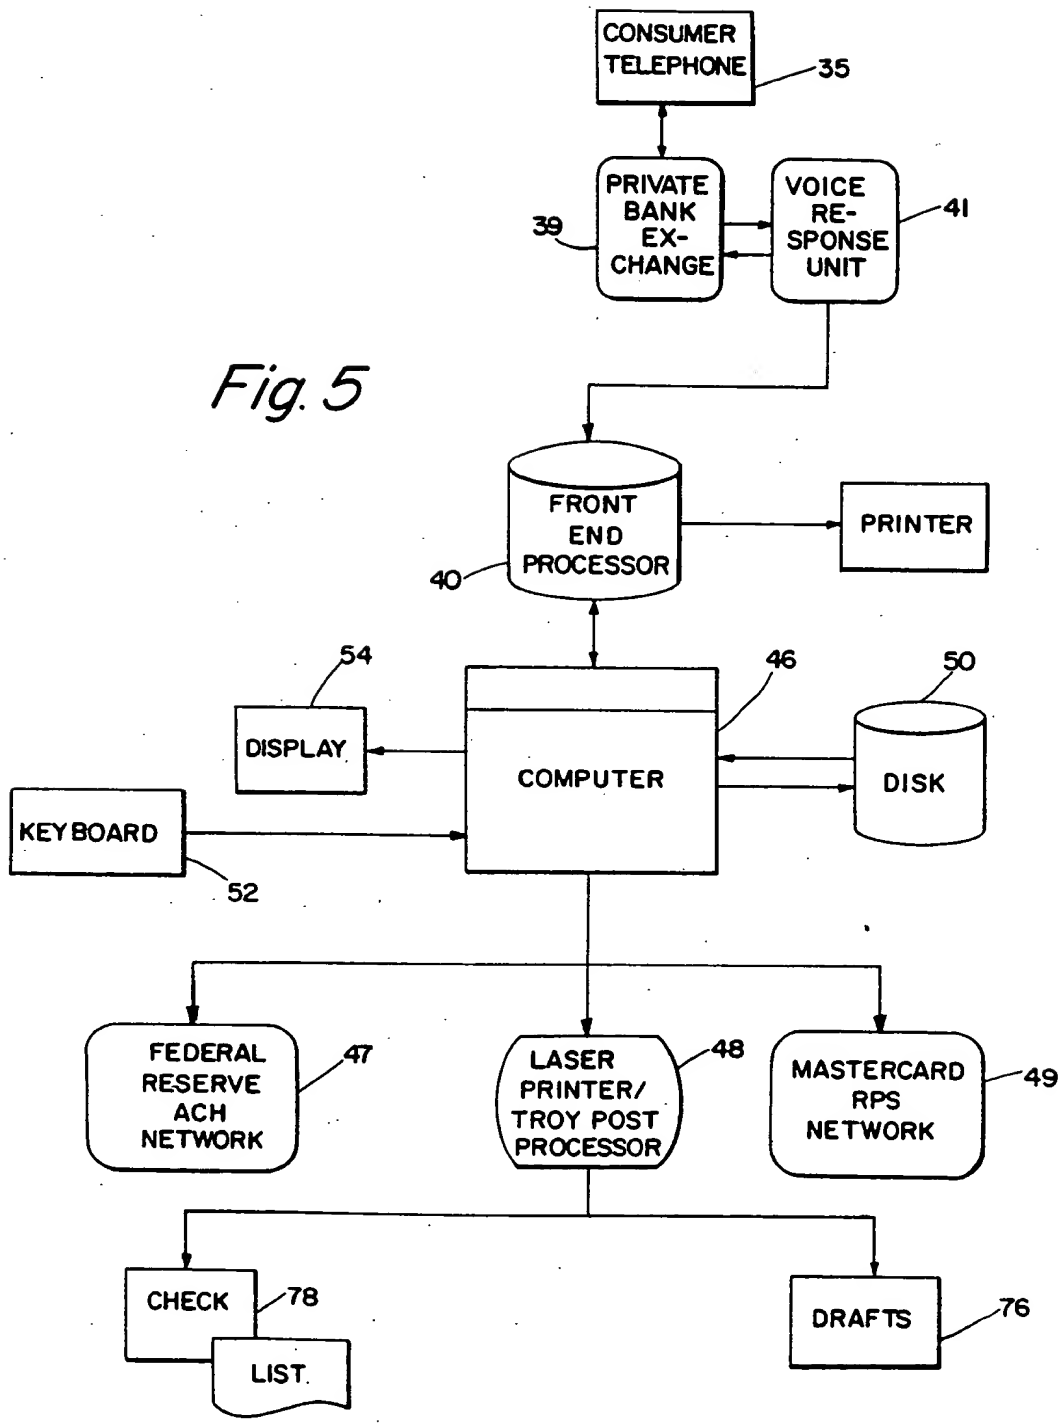 CONSUMER
TELEPHONE
35
PRIVATE
BANK
EX-
CHANGE
39
VOICE
RE-
SPONSE
UNIT
41
Fig. 5
FRONT
END
PROCESSOR
40
PRINTER
54
46
50
DISPLAY
COMPUTER
DISK
KEYBOARD
52
FEDERAL
RESERVE
ACH
NETWORK
47
LASER
PRINTER/
TROY POST
PROCESSOR
48
MASTERCARD
RPS
NETWORK
49
CHECK
78
LIST
DRAFTS
76